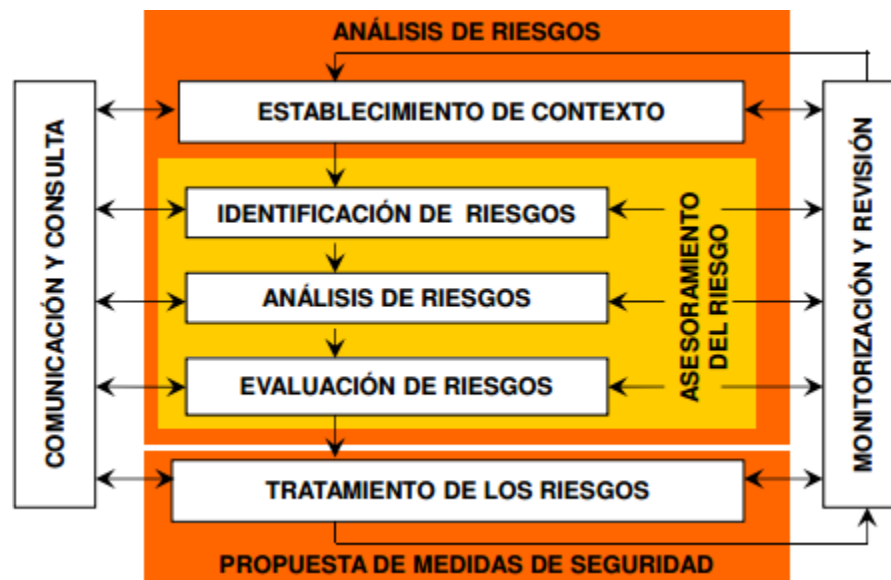 ANÁLISIS DE RIESGOS
ESTABLECIMIENTO DE CONTEXTO
COMUNICACIÓN Y CONSULTA
IDENTIFICACIÓN DE RIESGOS
ANÁLISIS DE RIESGOS
EVALUACIÓN DE RIESGOS
ASESORAMIENTO
DEL RIESGO
MONITORIZACIÓN Y REVISIÓN
TRATAMIENTO DE LOS RIESGOS
PROPUESTA DE MEDIDAS DE SEGURIDAD